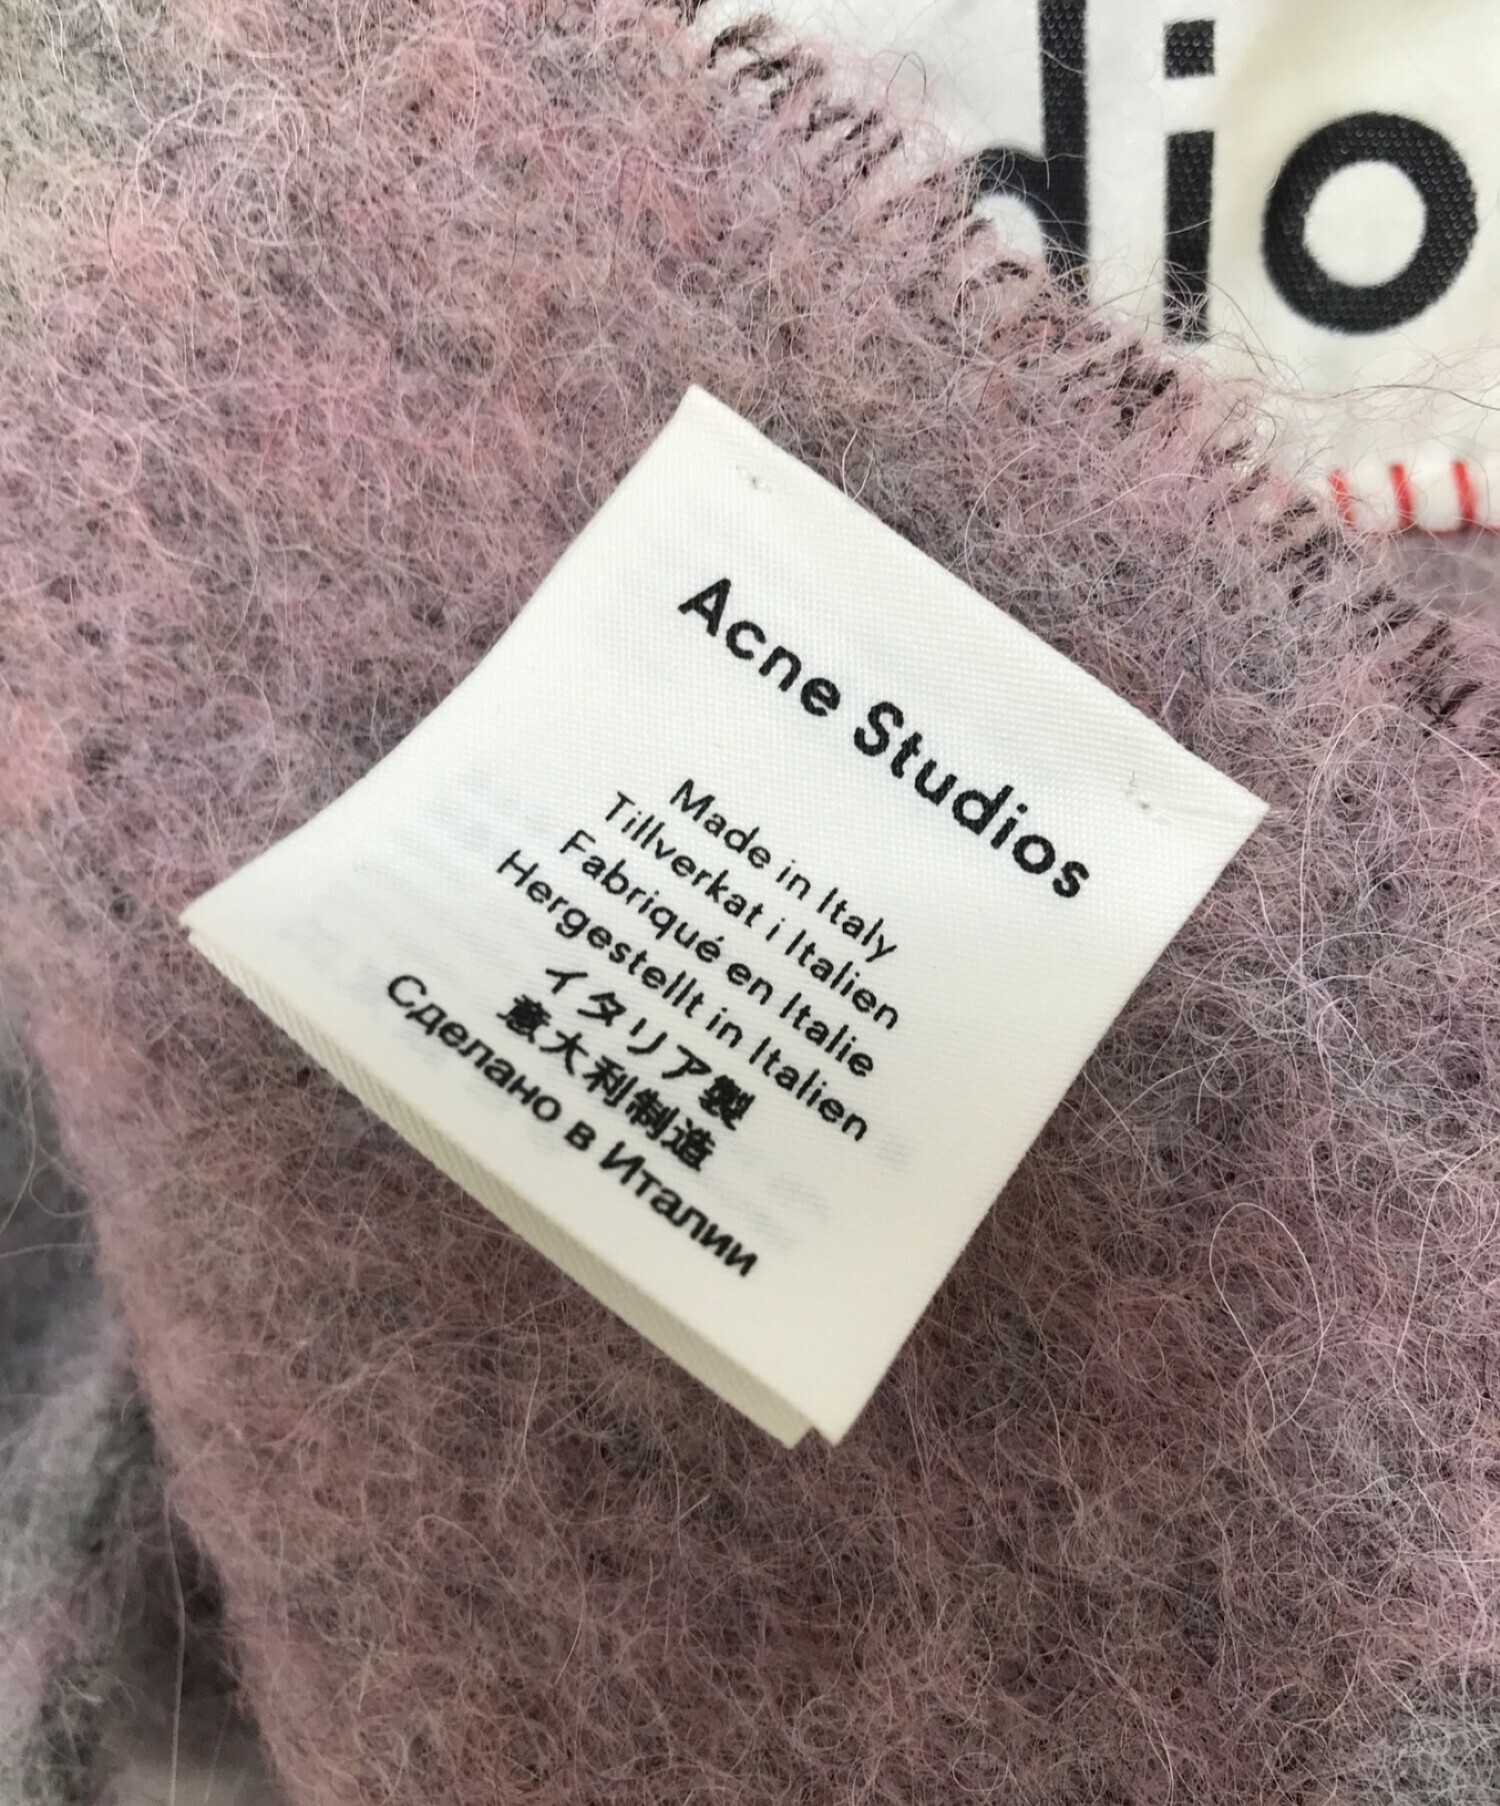 dio
Acne Studios
Made in Italy
Tillverkat i Italien
Fabriqué en Italie
Hergestellt in Italien
イタリア製
意大利制造
Сделано в Италии